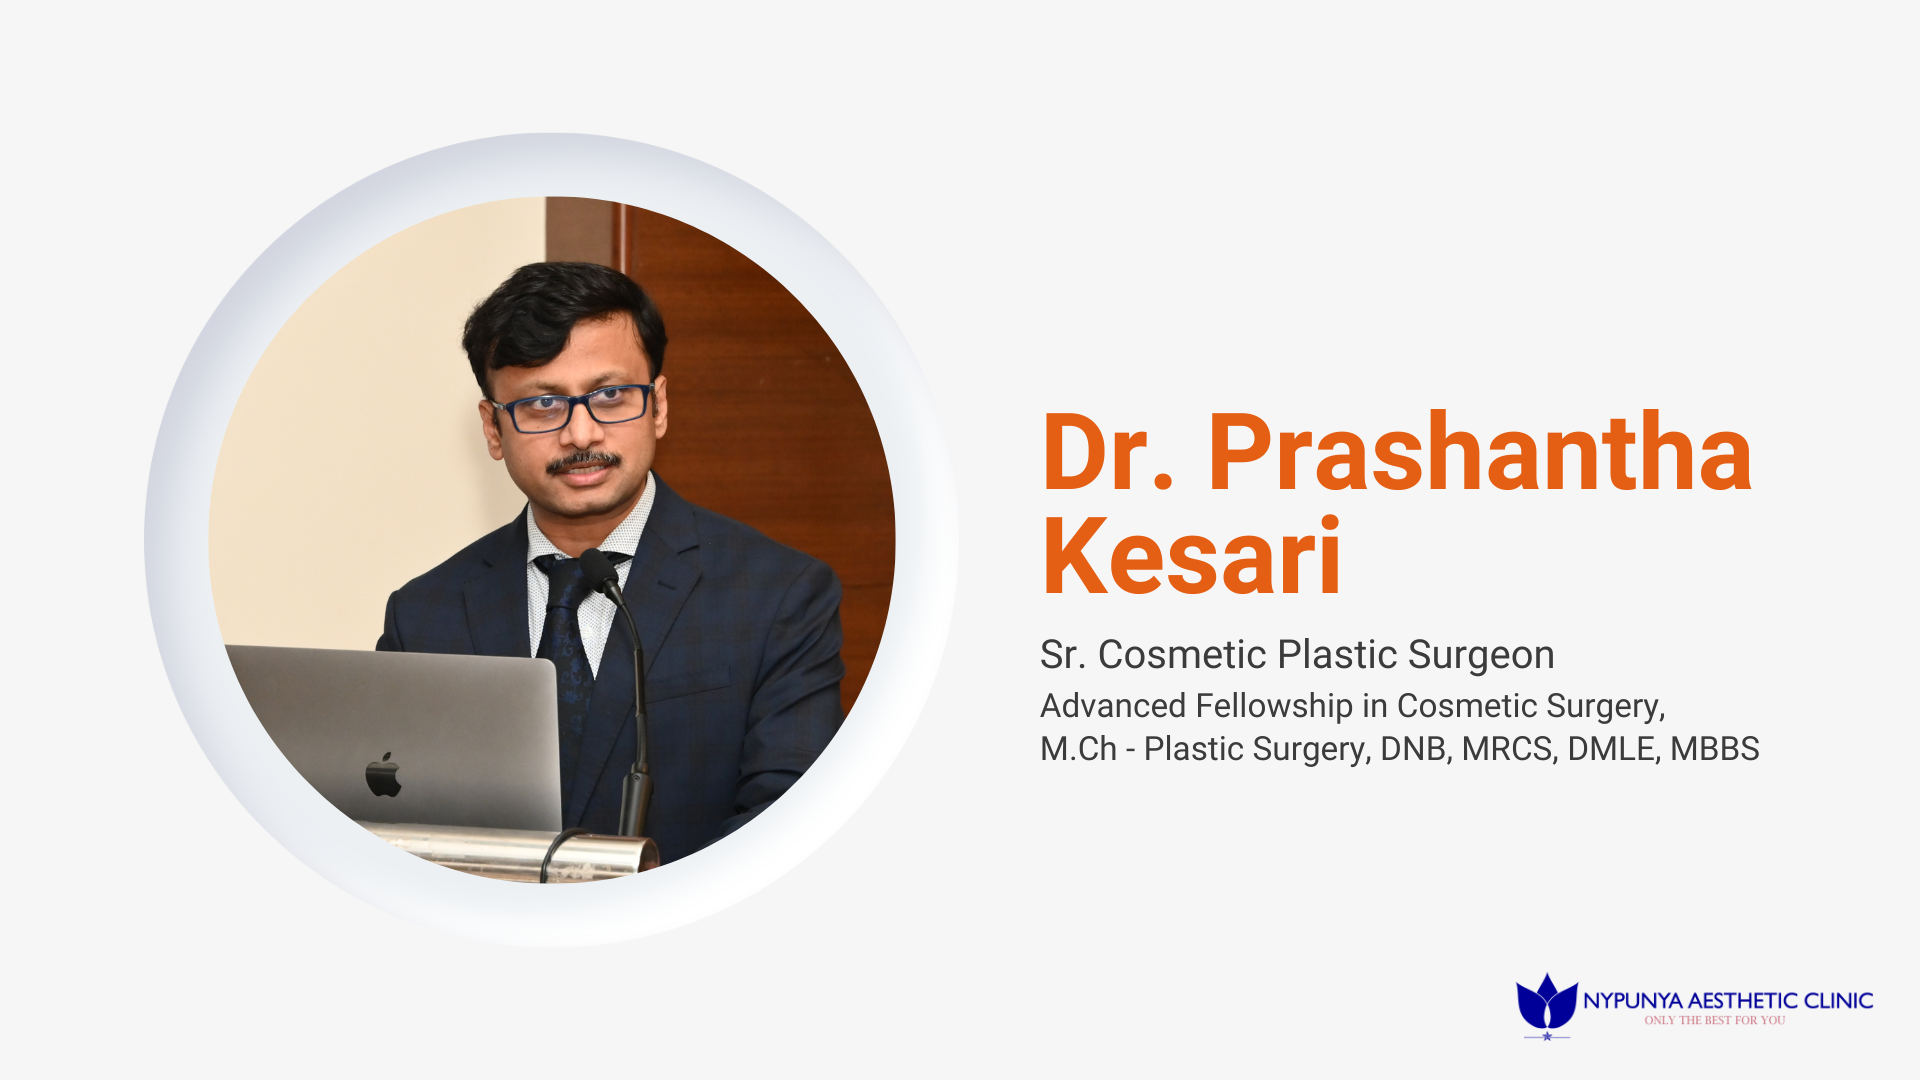 Dr. Prashantha
Kesari
Sr. Cosmetic Plastic Surgeon
Advanced Fellowship in Cosmetic Surgery,
M.Ch - Plastic Surgery, DNB, MRCS, DMLE, MBBS
NYPUNYA AESTHETIC CLINIC
ONLY THE BEST FOR YOU